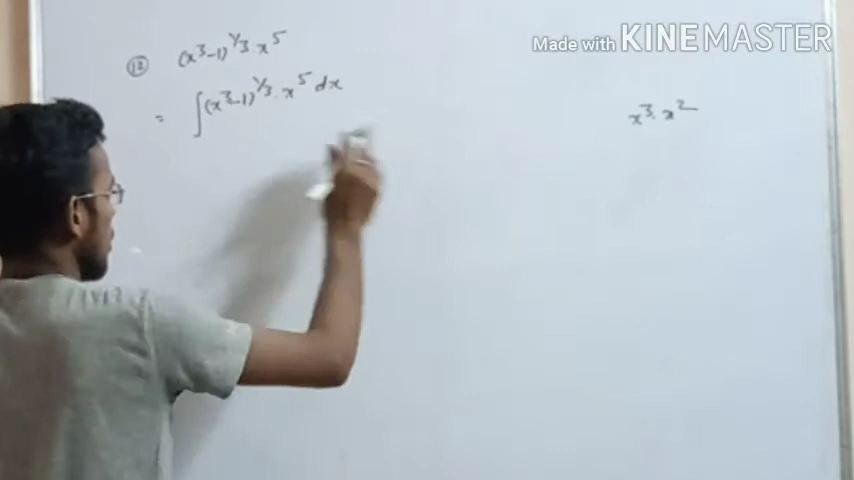 Made with KINEMASTER
⑫ (x³-1)^1/3 x⁵
= ∫(x³-1)^1/3 . x⁵ dx
x³. x²